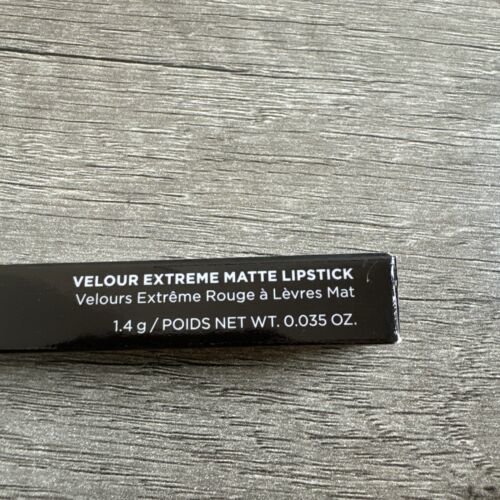 VELOUR EXTREME MATTE LIPSTICK
Velours Extrême Rouge à Lèvres Mat
1.4 g / POIDS NET WT. 0.035 OZ.